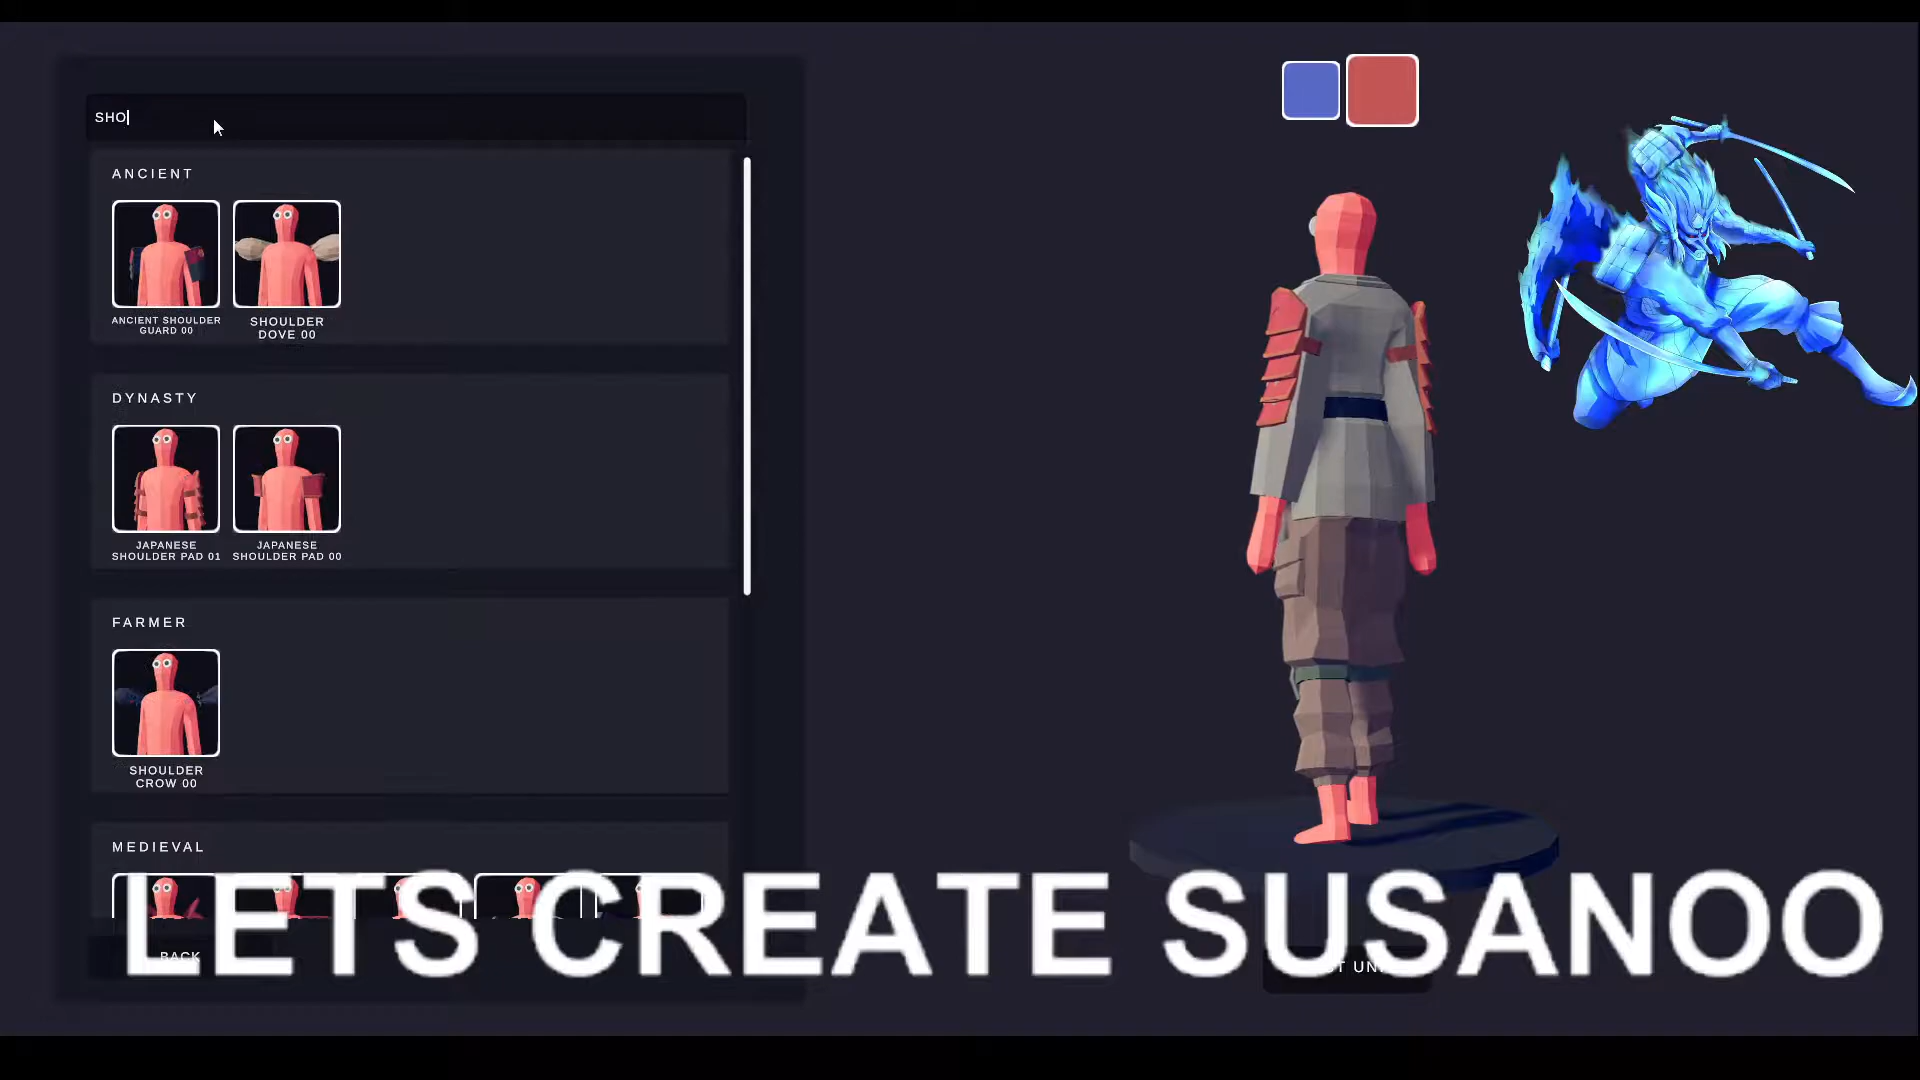 SHO
ANCIENT
ANCIENT SHOULDER
GUARD 00
SHOULDER
DOVE 00
DYNASTY
JAPANESE
SHOULDER PAD 01
JAPANESE
SHOULDER PAD 00
FARMER
SHOULDER
CROW 00
MEDIEVAL
BACK
LETS CREATE SUSANOO